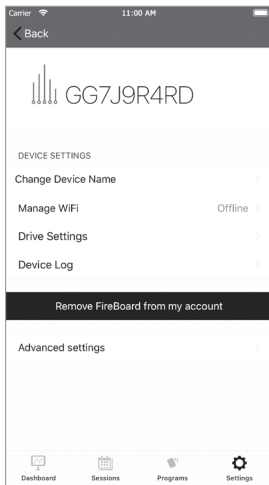 Carrier 11:00 AM
Back
GG7J9R4RD
DEVICE SETTINGS
Change Device Name
Manage WiFi Offline
Drive Settings
Device Log
Remove FireBoard from my account
Advanced settings
Dashboard Sessions Programs Settings